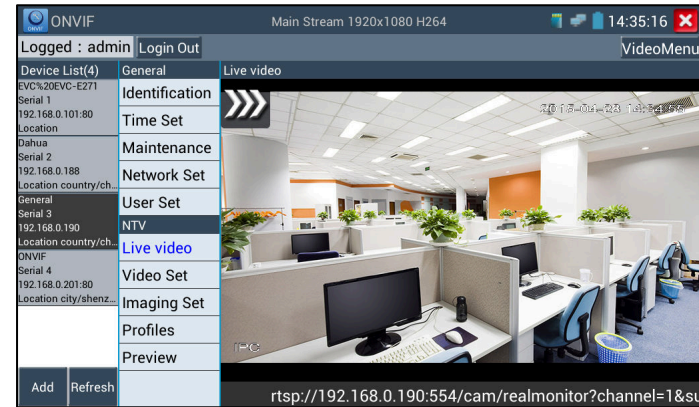 ONVIF
Main Stream 1920x1080 H264
14:35:16
Logged : admin
Login Out
VideoMenu
Device List(4)
EVC%20EVC-E271
Serial 1
192.168.0.101:80
Location
Dahua
Serial 2
192.168.0.188
Location country/ch...
General
Serial 3
192.168.0.190
Location country/ch...
ONVIF
Serial 4
192.168.0.201:80
Location city/shenz...
Add
Refresh
General
Identification
Time Set
Maintenance
Network Set
User Set
NTV
Live video
Video Set
Imaging Set
Profiles
Preview
Live video
IPC
rtsp://192.168.0.190:554/cam/realmonitor?channel=1&su